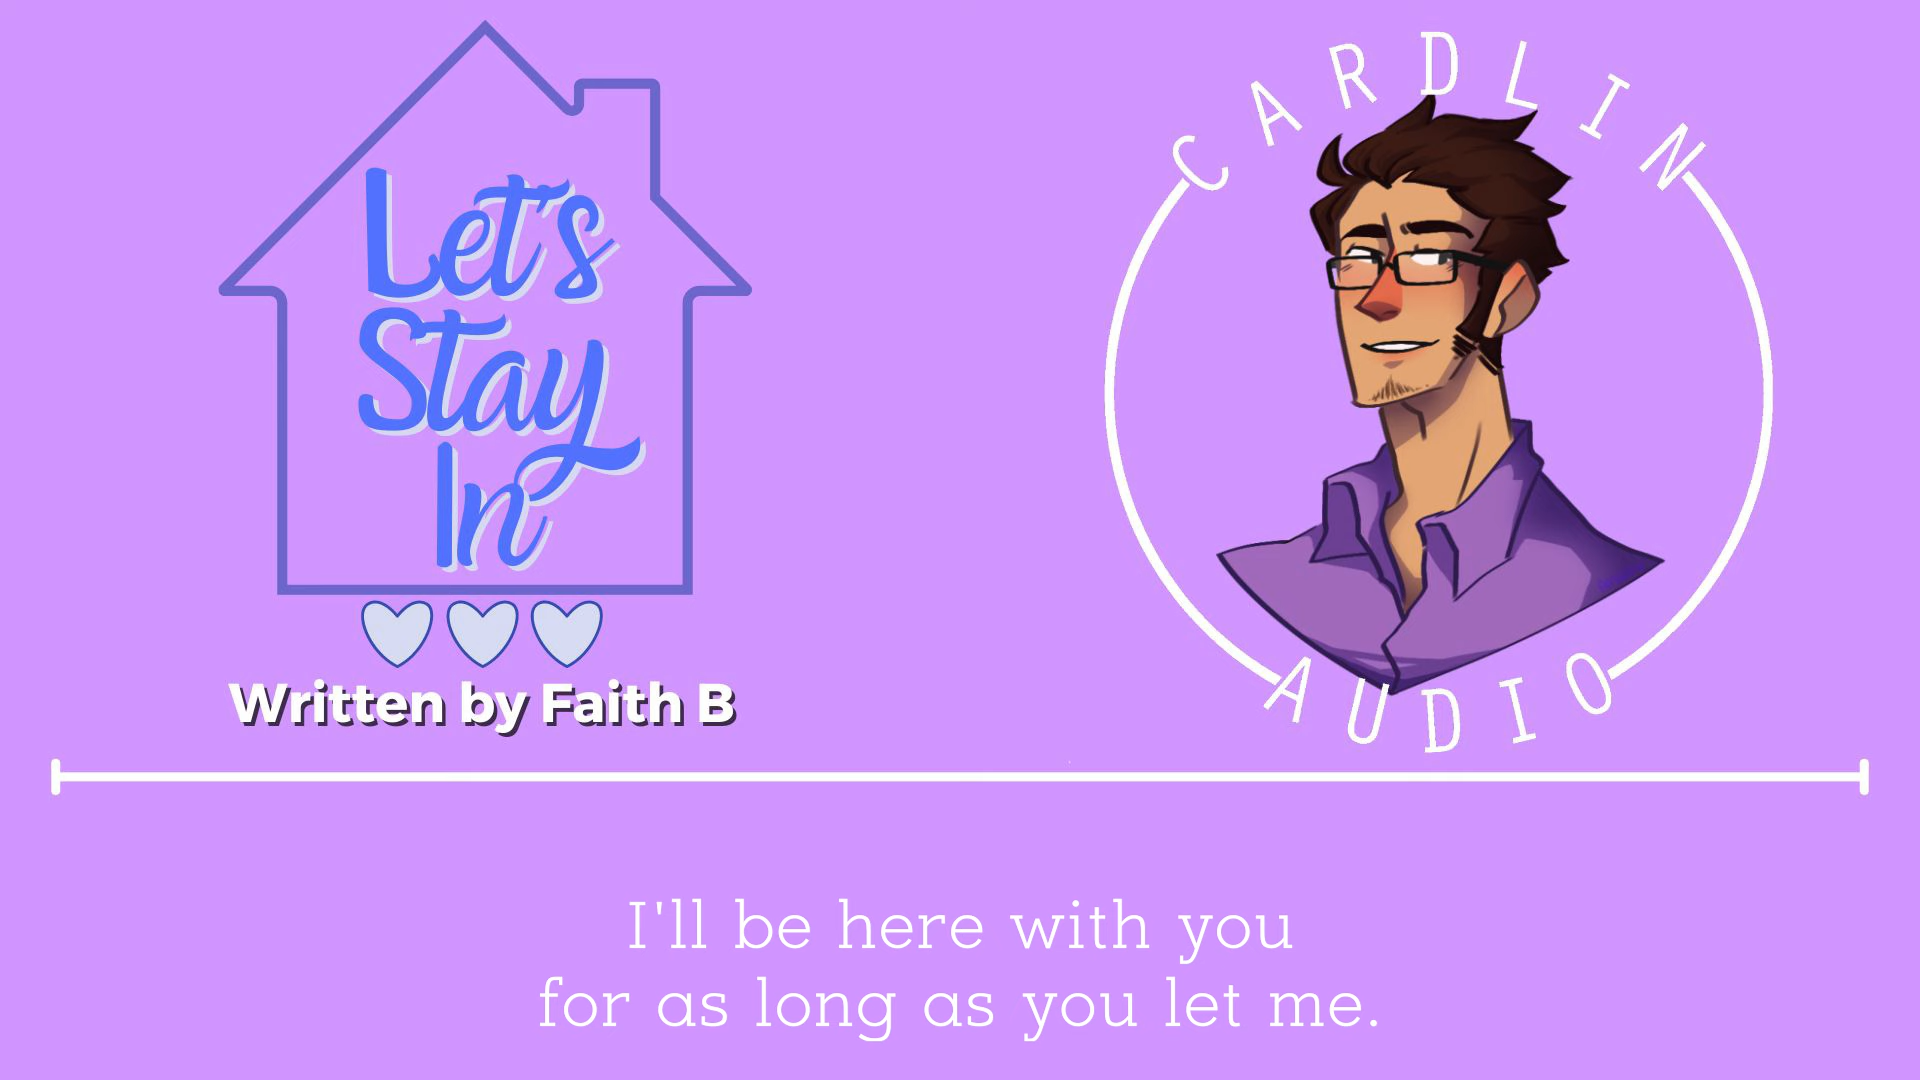 Let's
Stay
In
Written by Faith B
CARDLIN
AUDIO
I'll be here with you
for as long as you let me.